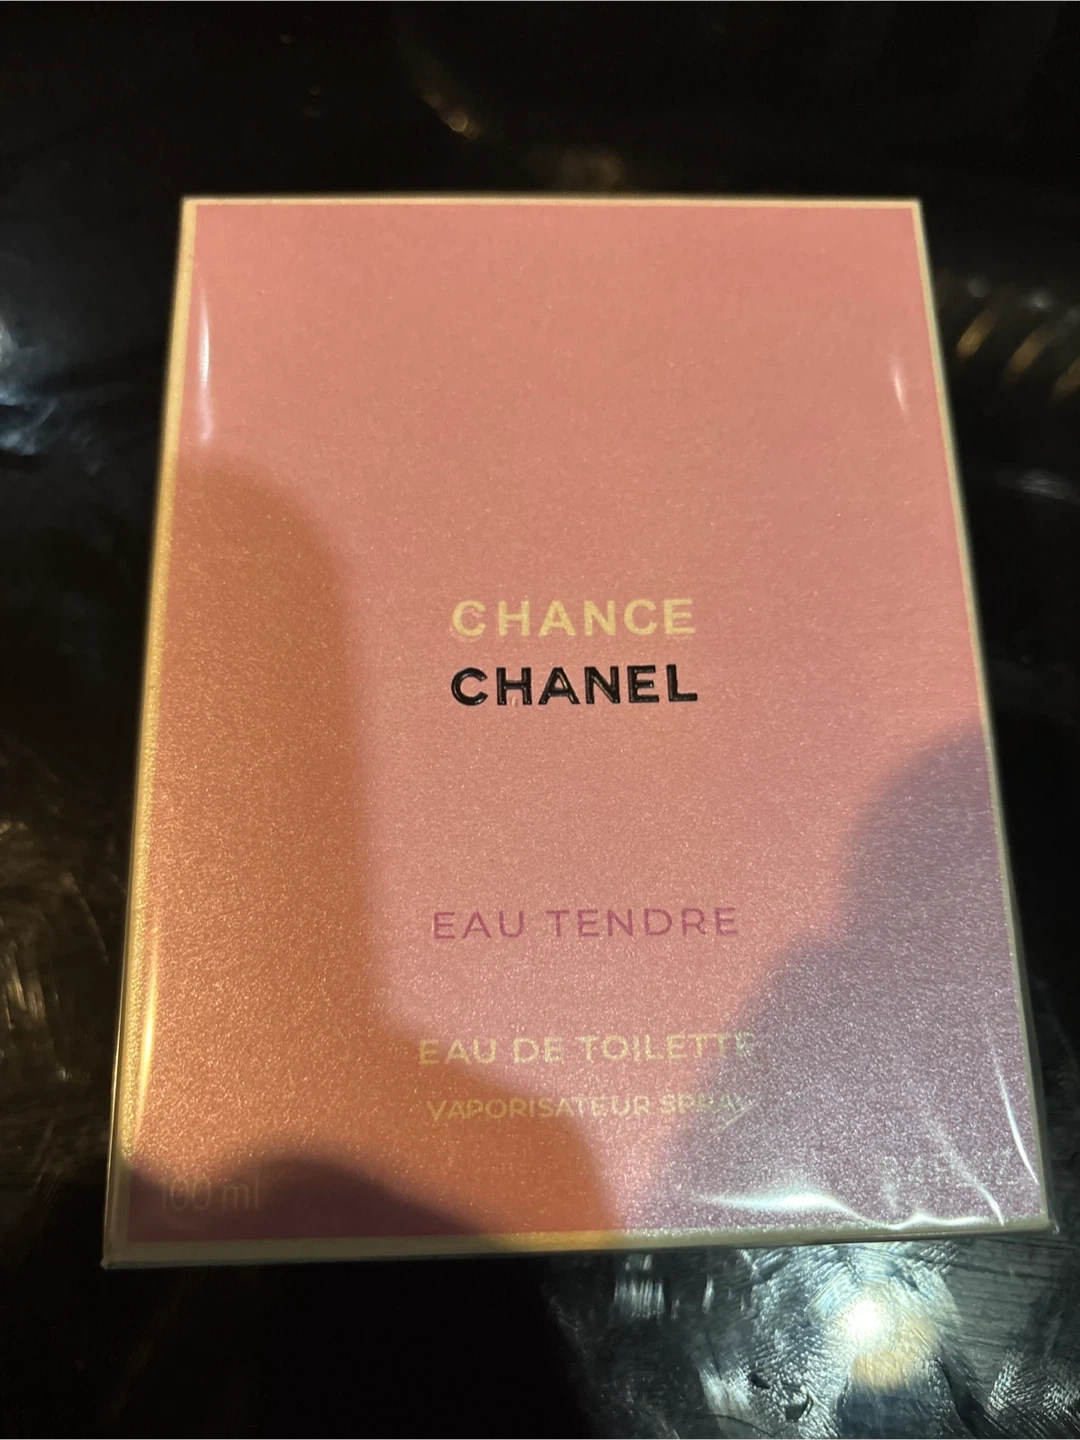 CHANCE
CHANEL
EAU TENDRE
EAU DE TOILETTE
VAPORISATEUR SPRAY
100 ml